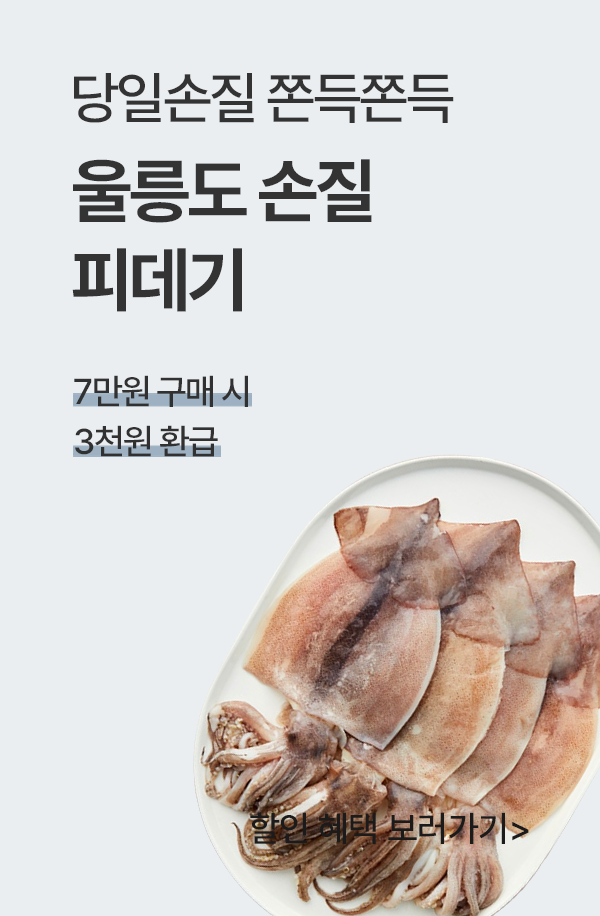 당일손질 쫀득쫀득
울릉도 손질
피데기
7만원 구매 시
3천원 환급
할인 혜택 보러가기>